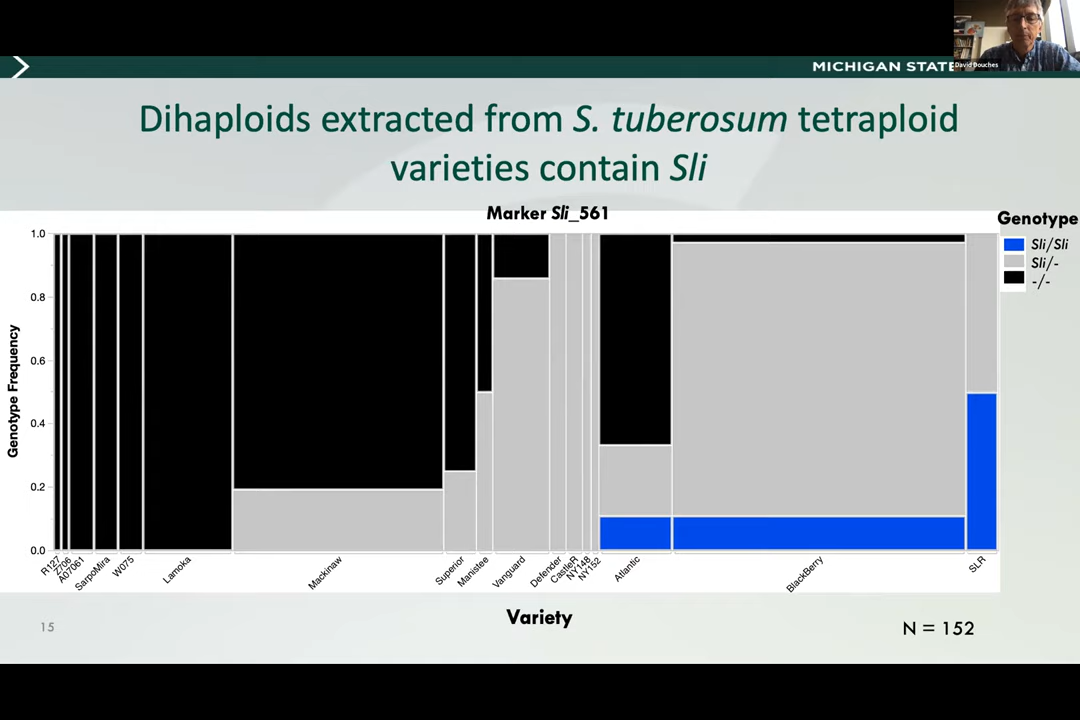 MICHIGAN STATE
David Douches
Dihaploids extracted from S. tuberosum tetraploid
varieties contain Sli
Marker Sli_561
Genotype
Sli/Sli
Sli/-
-/-
Genotype Frequency
1.0
0.8
0.6
0.4
0.2
0.0
R127
Z706
A07061
SarpoMira
W075
Lamoka
Mackinaw
Superior
Manistee
Vanguard
Defender
CastleR
NY148
NY152
Atlantic
BlackBerry
SLR
Variety
15
N = 152